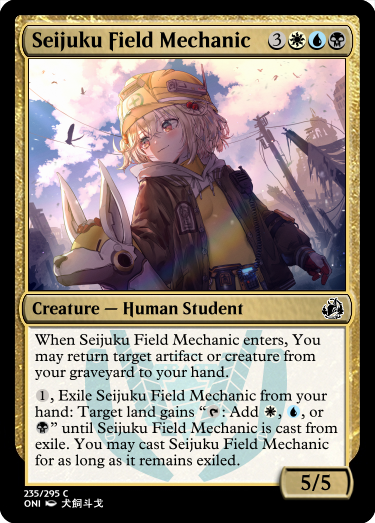 Seijuku Field Mechanic 3
Creature — Human Student
When Seijuku Field Mechanic enters, You
may return target artifact or creature from
your graveyard to your hand.
1, Exile Seijuku Field Mechanic from your
hand: Target land gains “: Add , , or
” until Seijuku Field Mechanic is cast from
exile. You may cast Seijuku Field Mechanic
for as long as it remains exiled.
5/5
235/295 C
ONI 犬飼斗戈